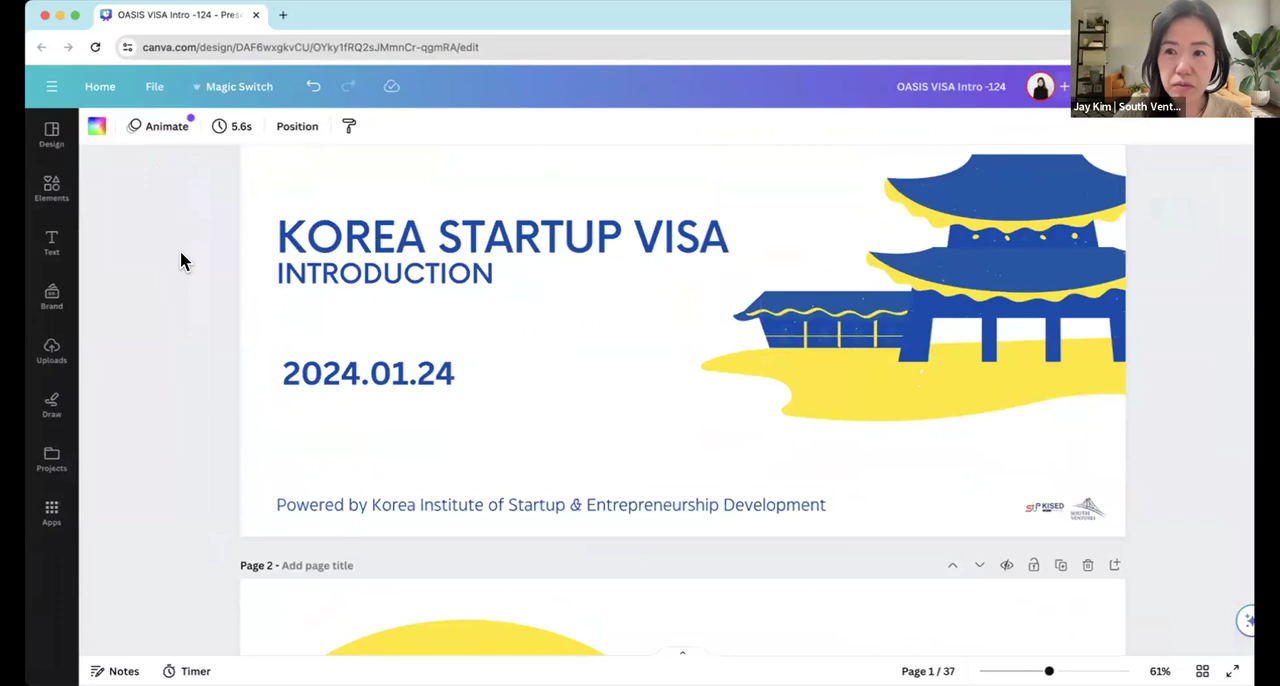 OASIS VISA Intro -124 - Pres
canva.com/design/DAF6wxgkvCU/OYky1fRQ2sJMmnCr-qgmRA/edit
Home File Magic Switch OASIS VISA Intro -124
Jay Kim | South Vent...
Animate 5.6s Position
Design
Elements
Text
Brand
Uploads
Draw
Projects
Apps
KOREA STARTUP VISA
INTRODUCTION
2024.01.24
Powered by Korea Institute of Startup & Entrepreneurship Development
KISED
SOUTH
VENTURES
Page 2 - Add page title
Notes Timer Page 1 / 37 61%